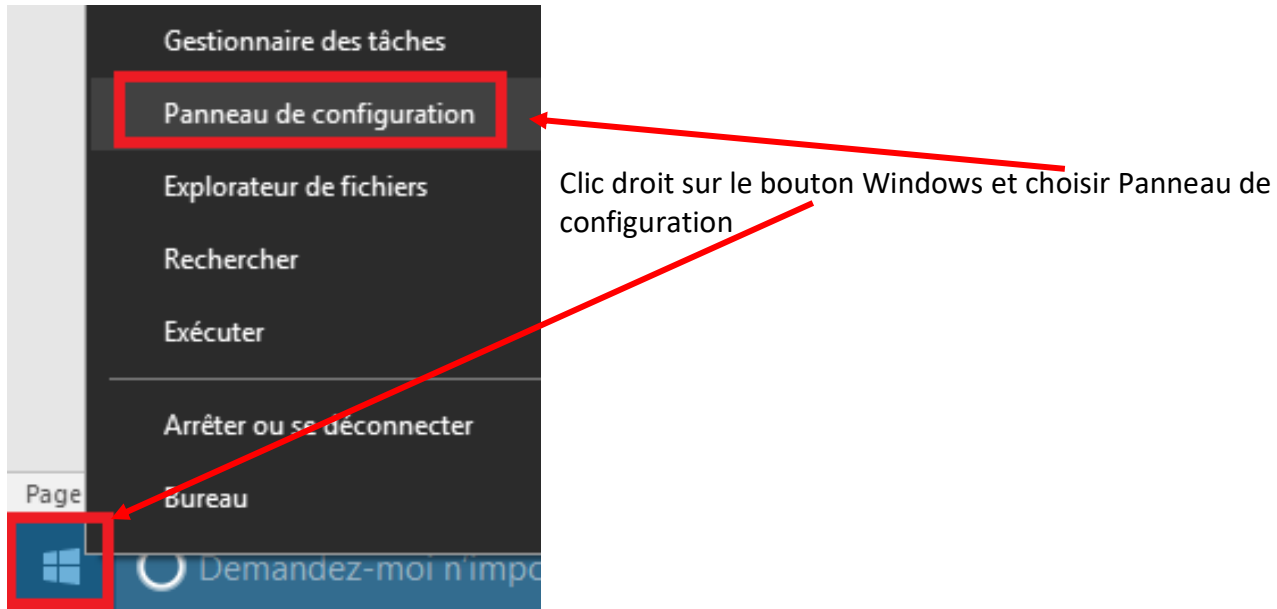 Gestionnaire des tâches
Panneau de configuration
Explorateur de fichiers
Clic droit sur le bouton Windows et choisir Panneau de
configuration
Rechercher
Exécuter
Arrêter ou se déconnecter
Page
Bureau
Demandez-moi n'impo